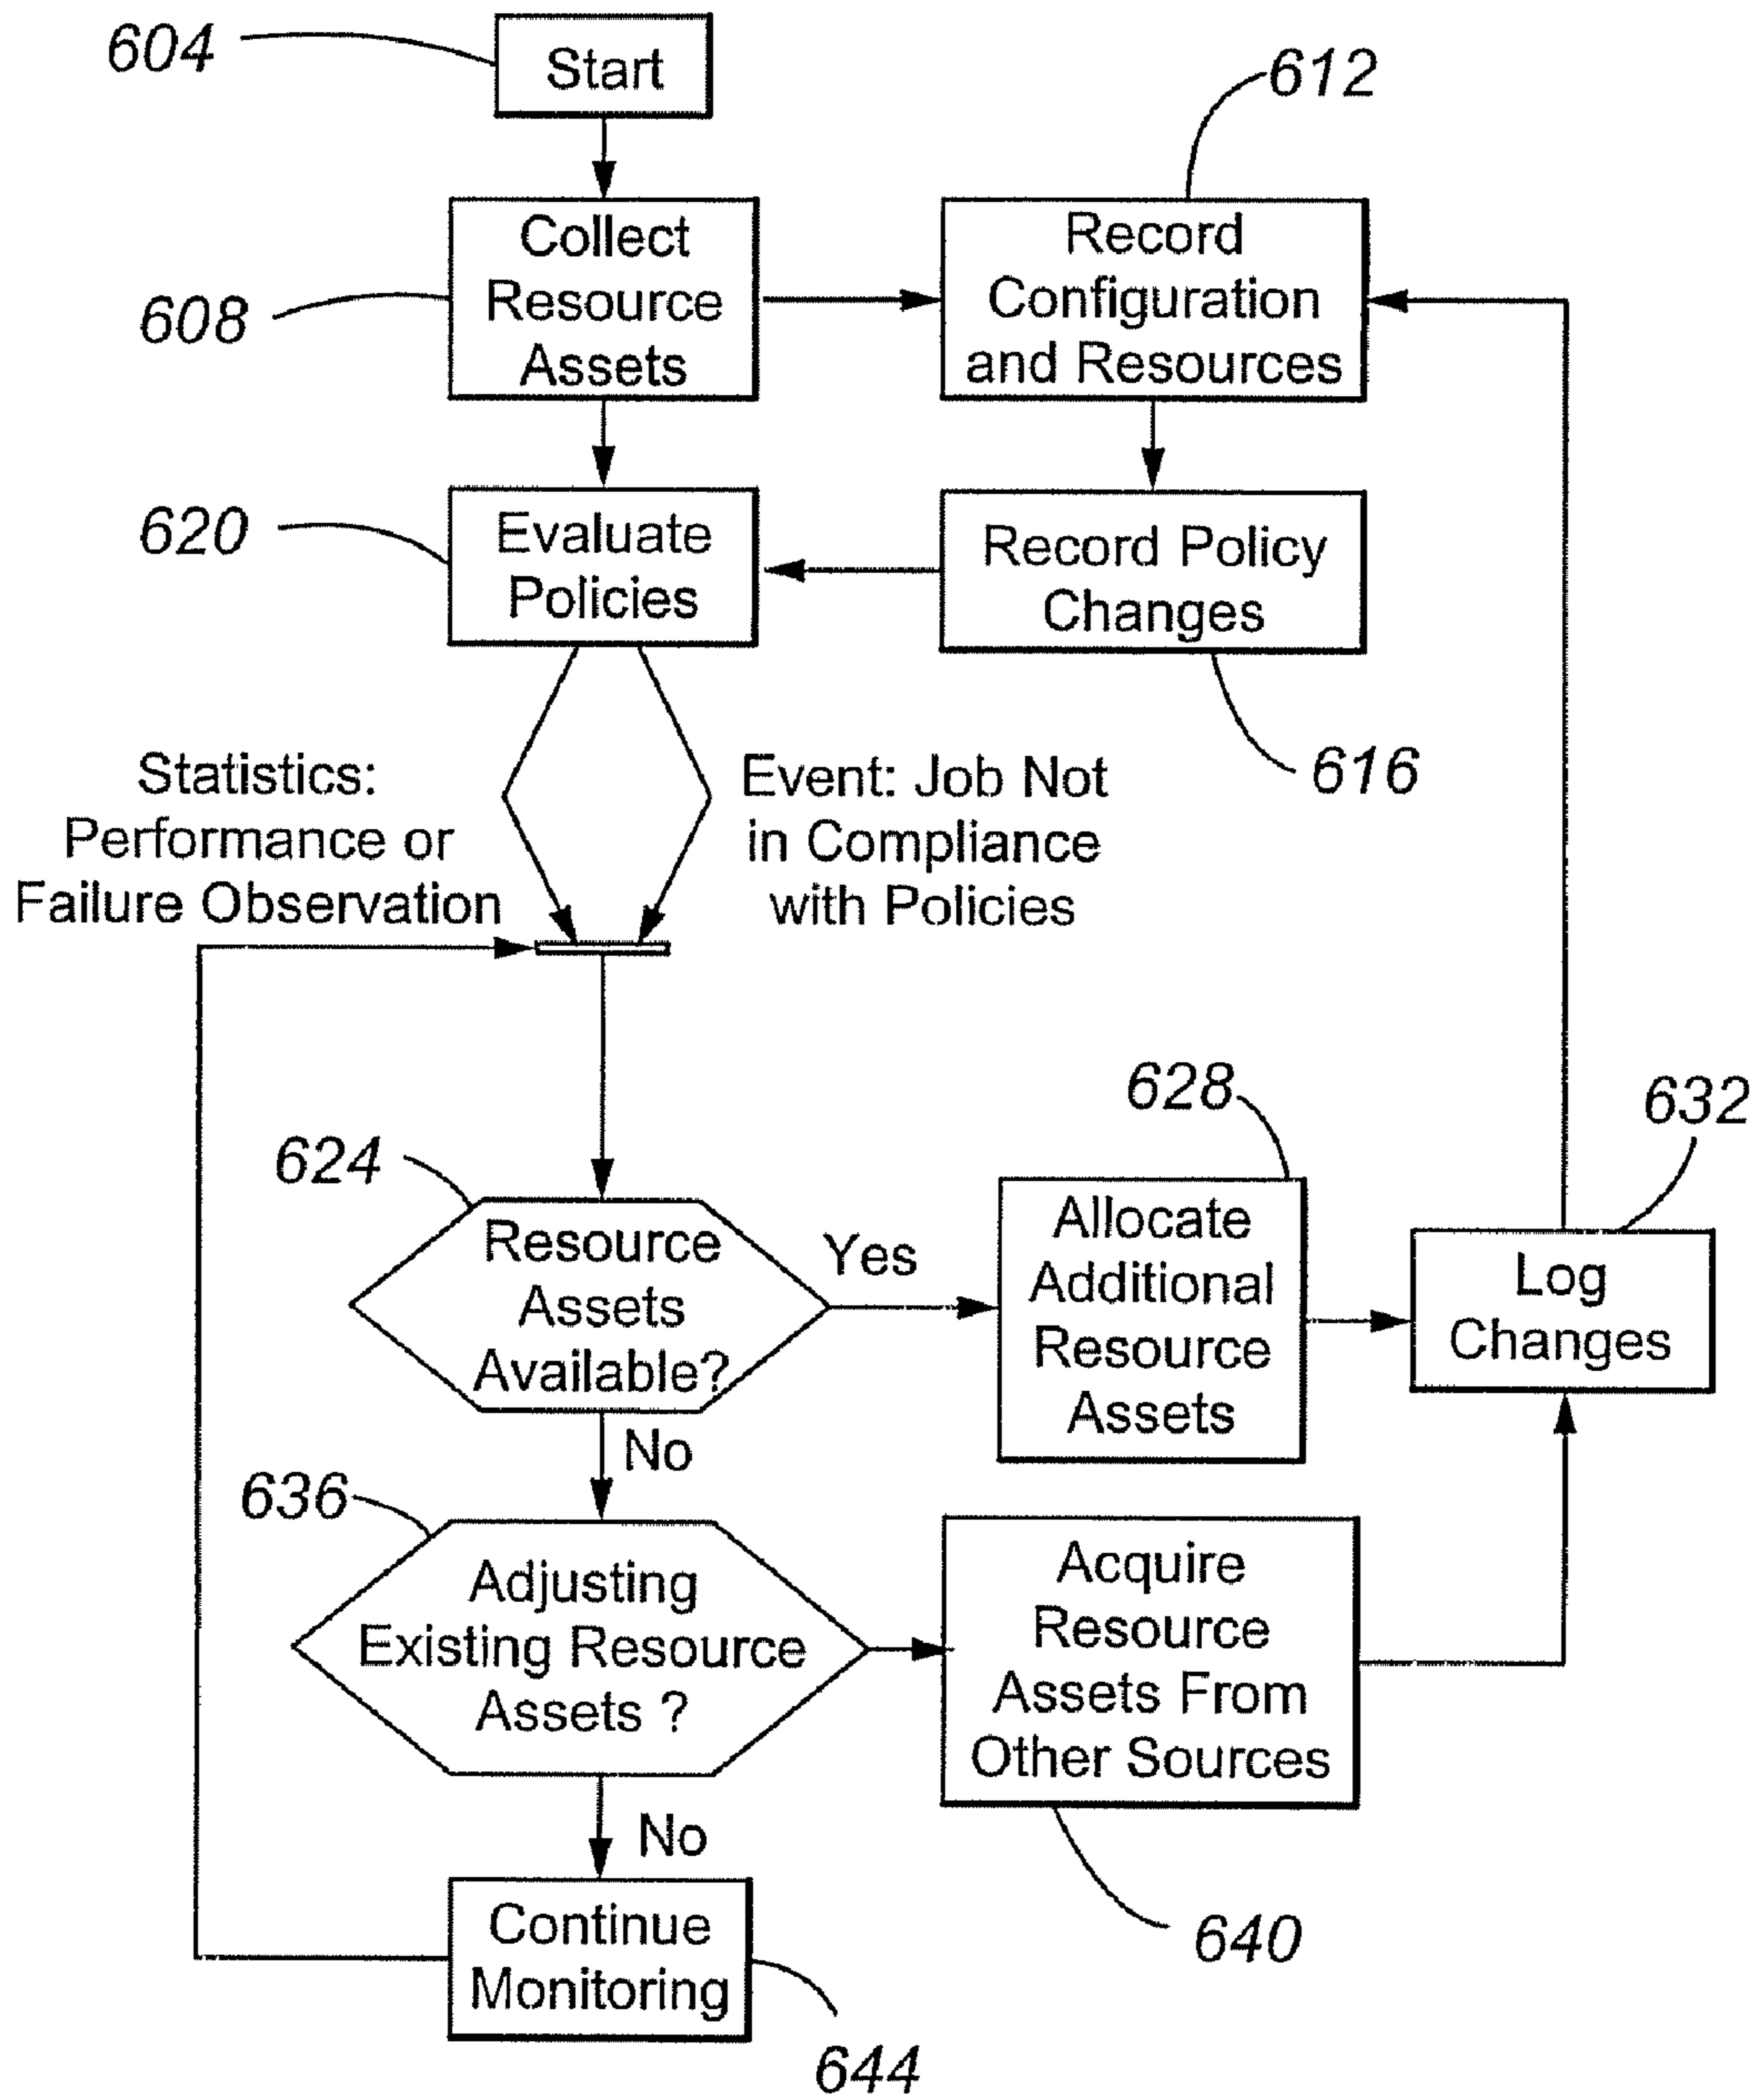 604
Start
612
Collect
Resource
Assets
608
Record
Configuration
and Resources
620
Evaluate
Policies
Record Policy
Changes
616
Statistics:
Performance or
Failure Observation
Event: Job Not
in Compliance
with Policies
624
Resource
Assets
Available?
Yes
628
Allocate
Additional
Resource
Assets
632
Log
Changes
No
636
Adjusting
Existing Resource
Assets ?
Acquire
Resource
Assets From
Other Sources
640
No
Continue
Monitoring
644